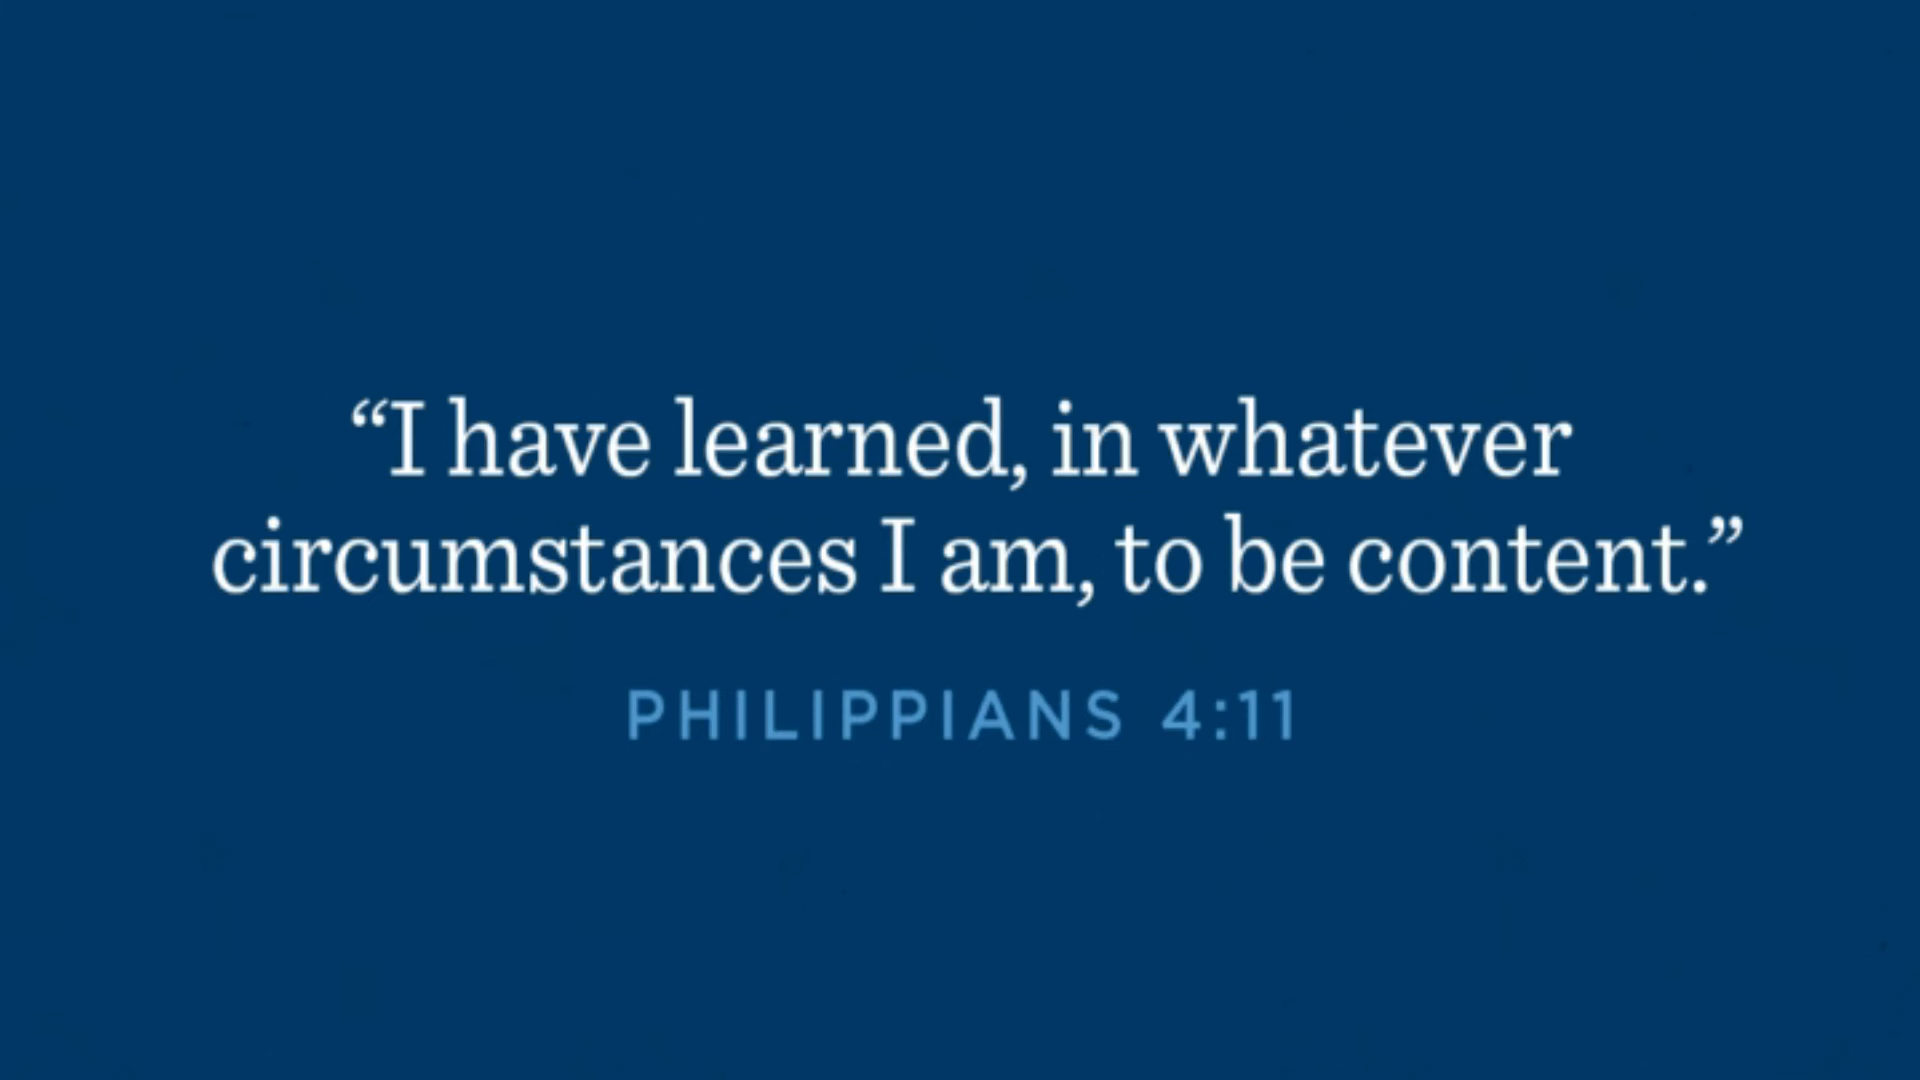 “I have learned, in whatever
circumstances I am, to be content.”
PHILIPPIANS 4:11